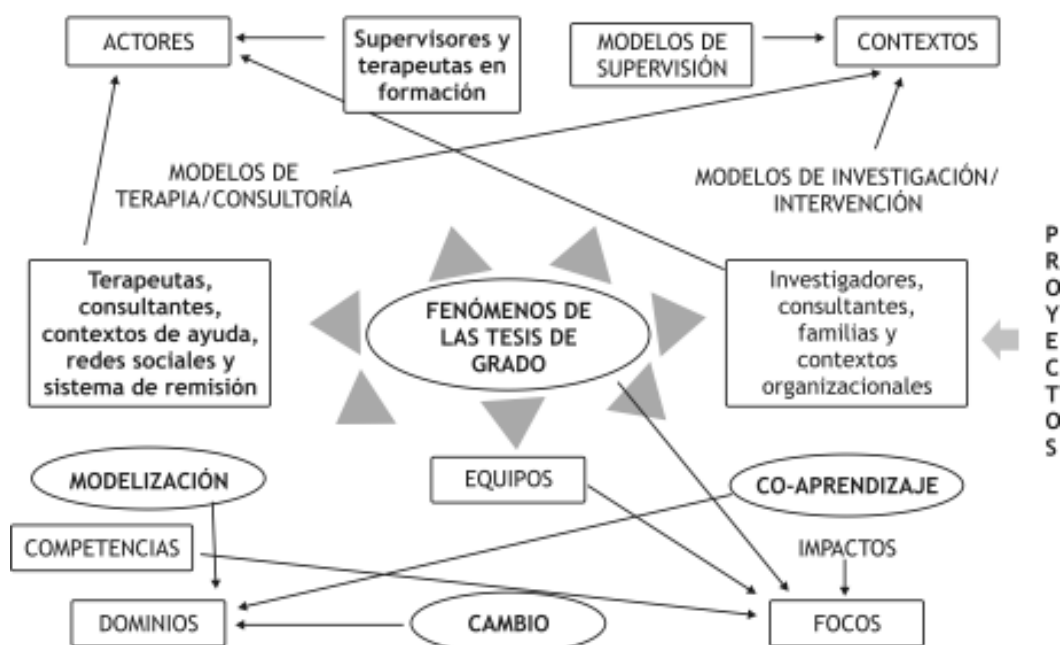 ACTORES
Supervisores y
terapeutas en
formación
MODELOS DE
SUPERVISIÓN
CONTEXTOS
MODELOS DE
TERAPIA/CONSULTORÍA
MODELOS DE INVESTIGACIÓN/
INTERVENCIÓN
Terapeutas,
consultantes,
contextos de ayuda,
redes sociales y
sistema de remisión
FENÓMENOS DE
LAS TESIS DE
GRADO
Investigadores,
consultantes,
familias y
contextos
organizacionales
PROYECTOS
MODELIZACIÓN
EQUIPOS
CO-APRENDIZAJE
COMPETENCIAS
IMPACTOS
DOMINIOS
CAMBIO
FOCOS